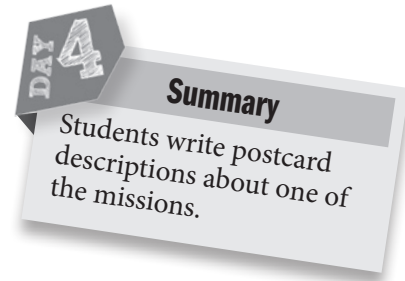 DAY 4
Summary
Students write postcard
descriptions about one of
the missions.